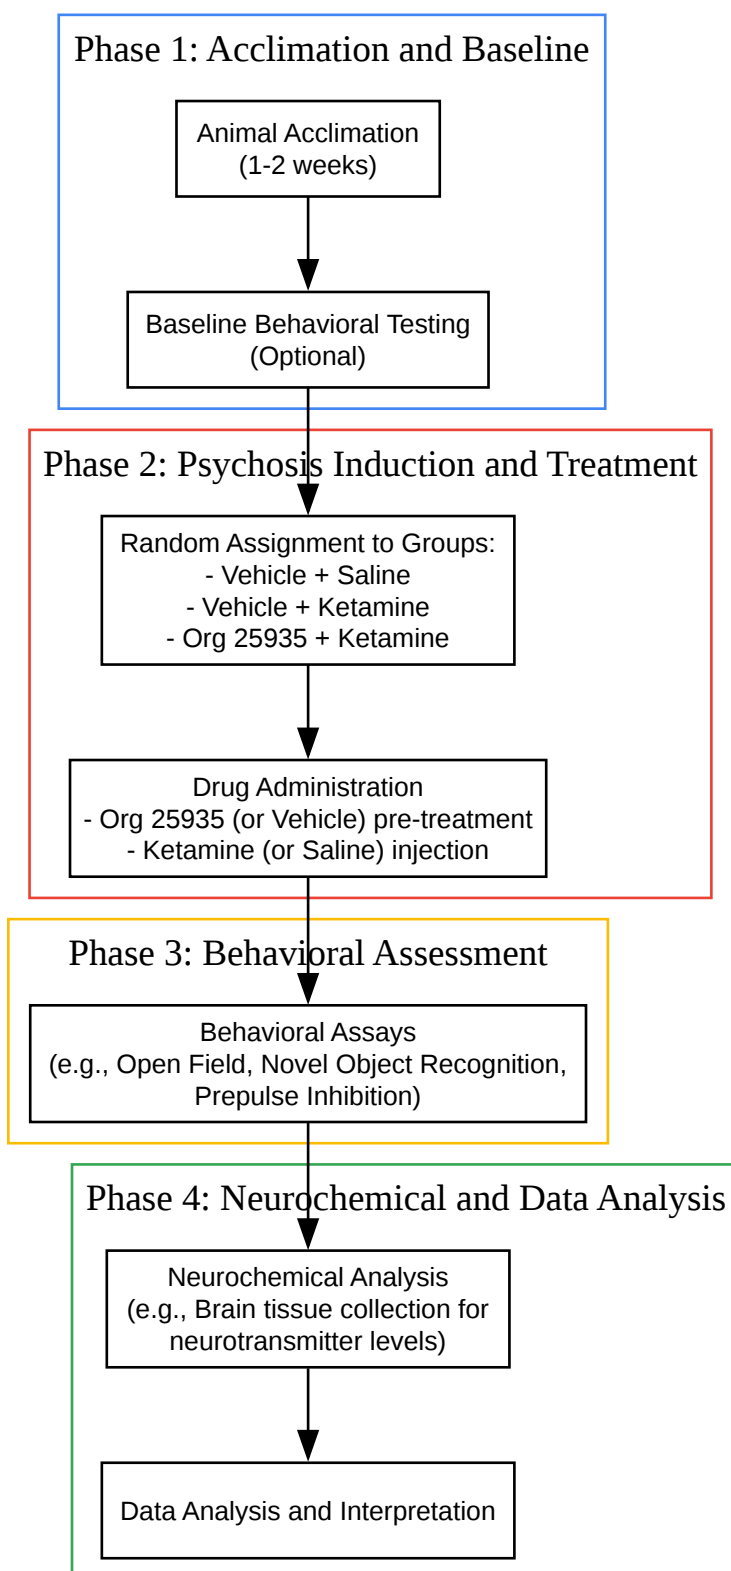 Phase 1: Acclimation and Baseline
Animal Acclimation
(1-2 weeks)
Baseline Behavioral Testing
(Optional)
Phase 2: Psychosis Induction and Treatment
Random Assignment to Groups:
- Vehicle + Saline
- Vehicle + Ketamine
- Org 25935 + Ketamine
Drug Administration
- Org 25935 (or Vehicle) pre-treatment
- Ketamine (or Saline) injection
Phase 3: Behavioral Assessment
Behavioral Assays
(e.g., Open Field, Novel Object Recognition,
Prepulse Inhibition)
Phase 4: Neurochemical and Data Analysis
Neurochemical Analysis
(e.g., Brain tissue collection for
neurotransmitter levels)
Data Analysis and Interpretation